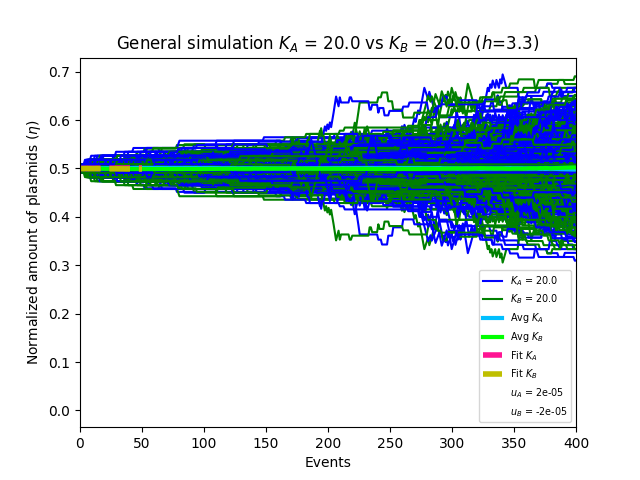 General simulation K_A = 20.0 vs K_B = 20.0 (h=3.3)
Normalized amount of plasmids (η)
0.7
0.6
0.5
0.4
0.3
0.2
0.1
0.0
0 50 100 150 200 250 300 350 400
Events
K_A = 20.0
K_B = 20.0
Avg K_A
Avg K_B
Fit K_A
Fit K_B
u_A = 2e-05
u_B = -2e-05